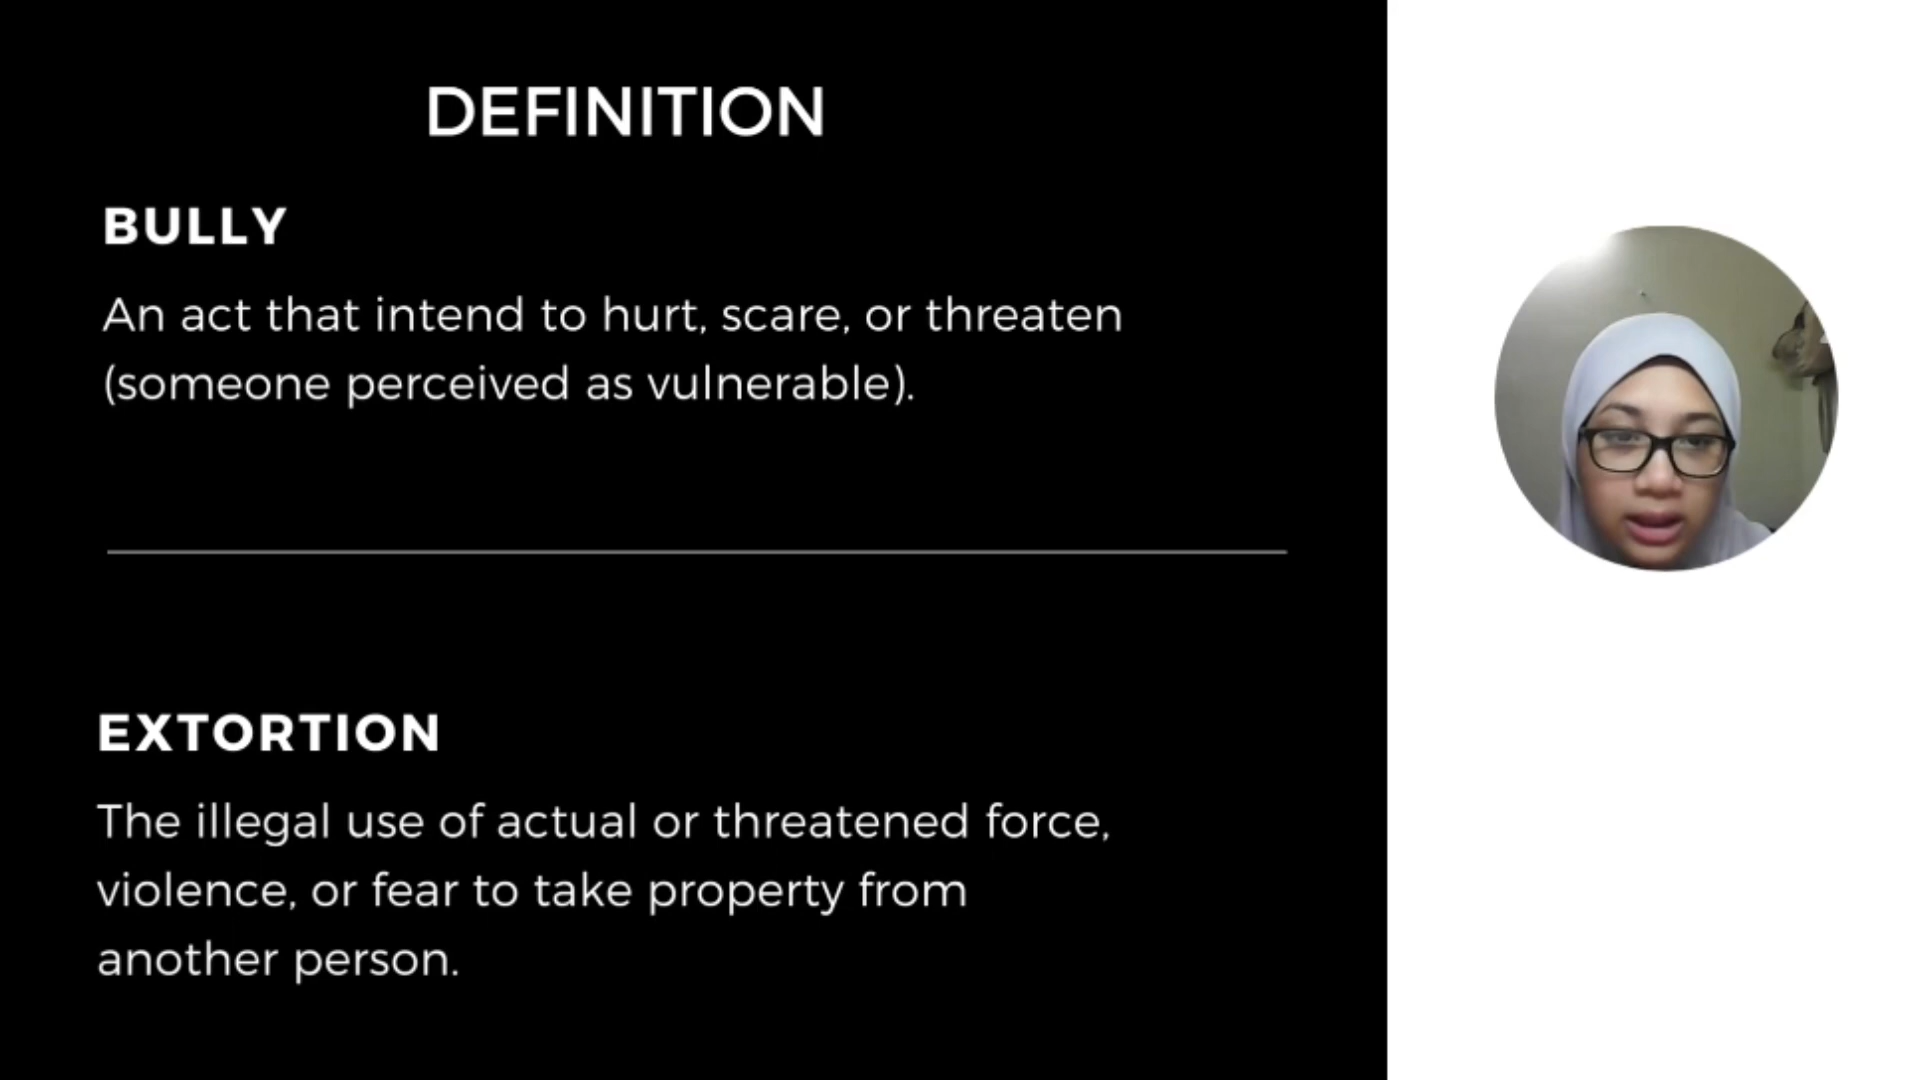 DEFINITION
BULLY
An act that intend to hurt, scare, or threaten
(someone perceived as vulnerable).
EXTORTION
The illegal use of actual or threatened force,
violence, or fear to take property from
another person.